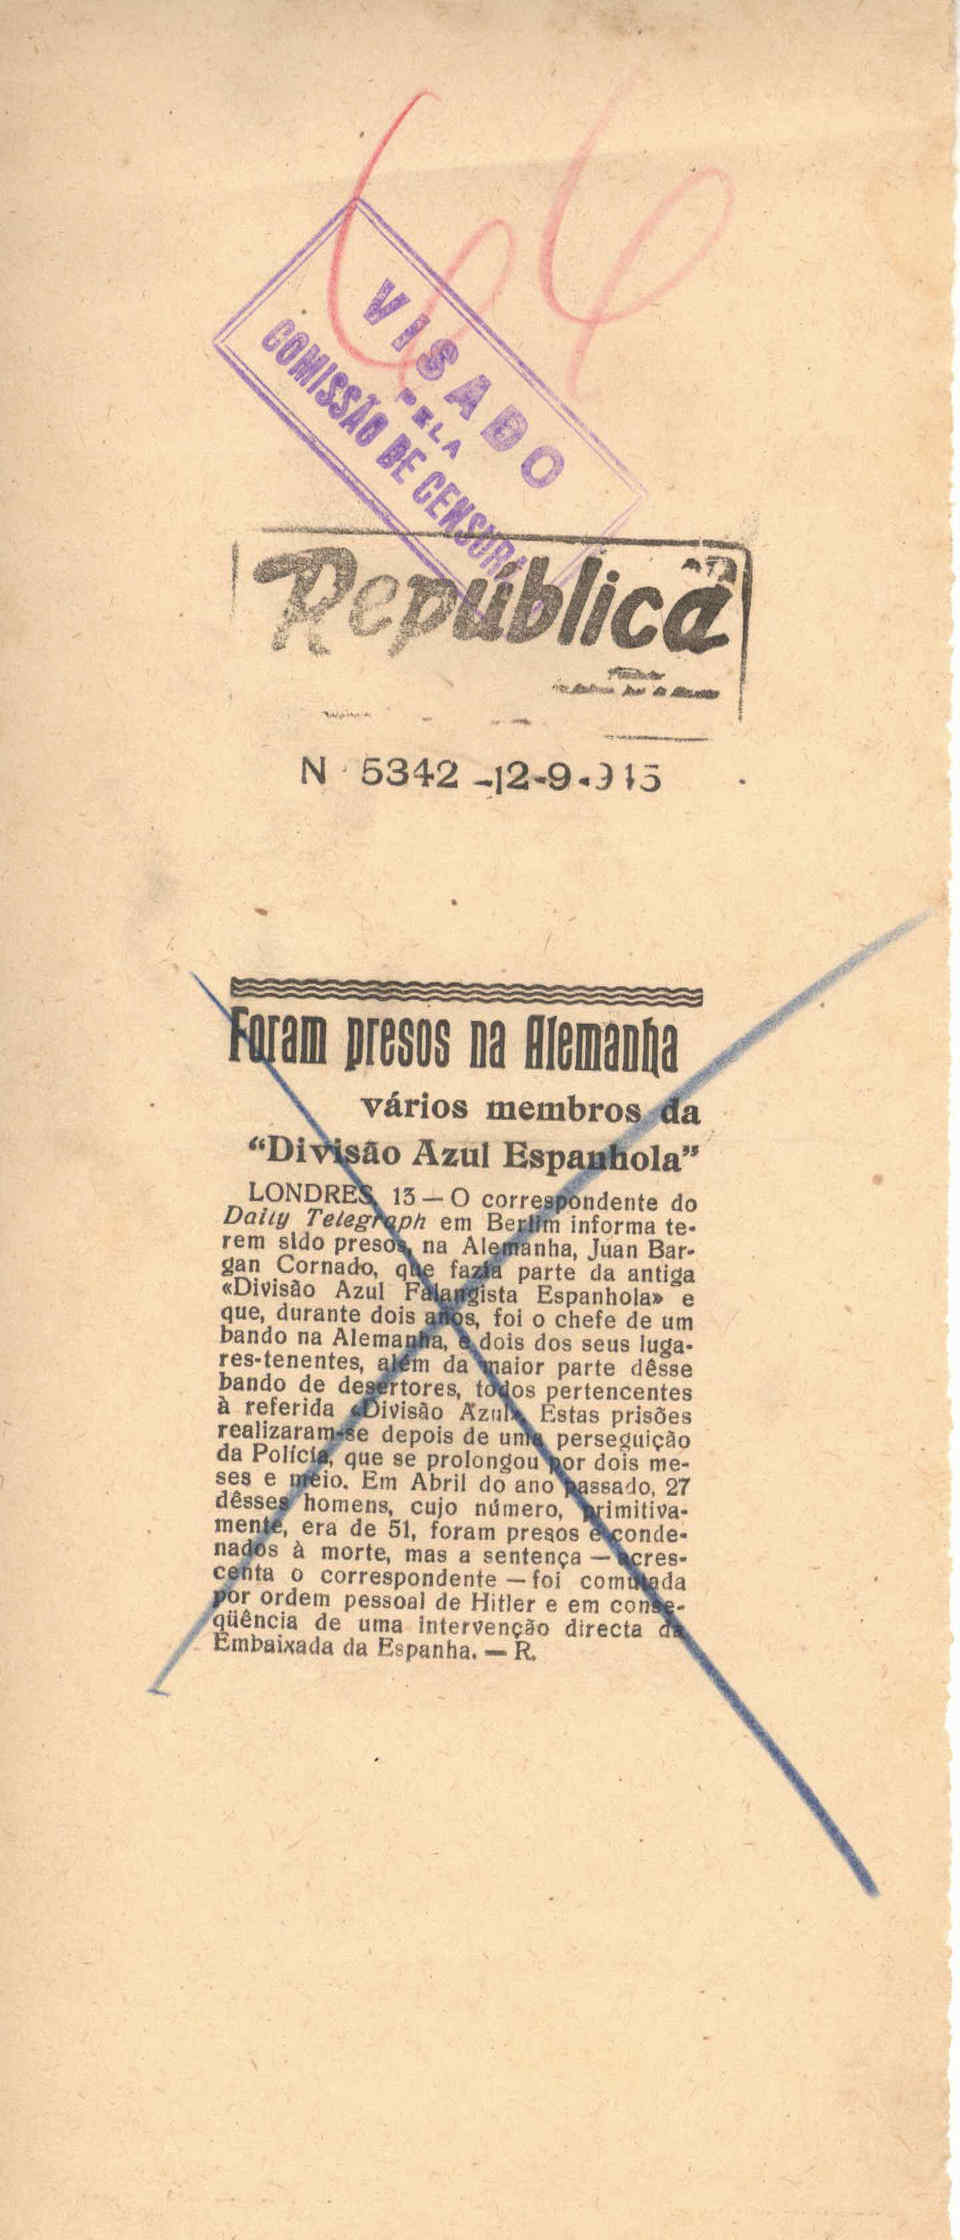 66
VISADO
PELA
COMISSÃO DE CENSURA
República
N 5342 -12-9-945
Foram presos na Alemanha
vários membros da
“Divisão Azul Espanhola”
LONDRES, 13 — O correspondente do
Daily Telegraph em Berlim informa te-
rem sido presos, na Alemanha, Juan Bar-
gan Cornado, que fazia parte da antiga
«Divisão Azul Falangista Espanhola» e
que, durante dois anos, foi o chefe de um
bando na Alemanha, e dois dos seus luga-
res-tenentes, além da maior parte dêsse
bando de desertores, todos pertencentes
à referida «Divisão Azul». Estas prisões
realizaram-se depois de uma perseguição
da Polícia, que se prolongou por dois me-
ses e meio. Em Abril do ano passado, 27
dêsses homens, cujo número, primitiva-
mente, era de 51, foram presos e conde-
nados à morte, mas a sentença — acres-
centa o correspondente — foi comutada
por ordem pessoal de Hitler e em conse-
qüência de uma intervenção directa da
Embaixada da Espanha. — R.